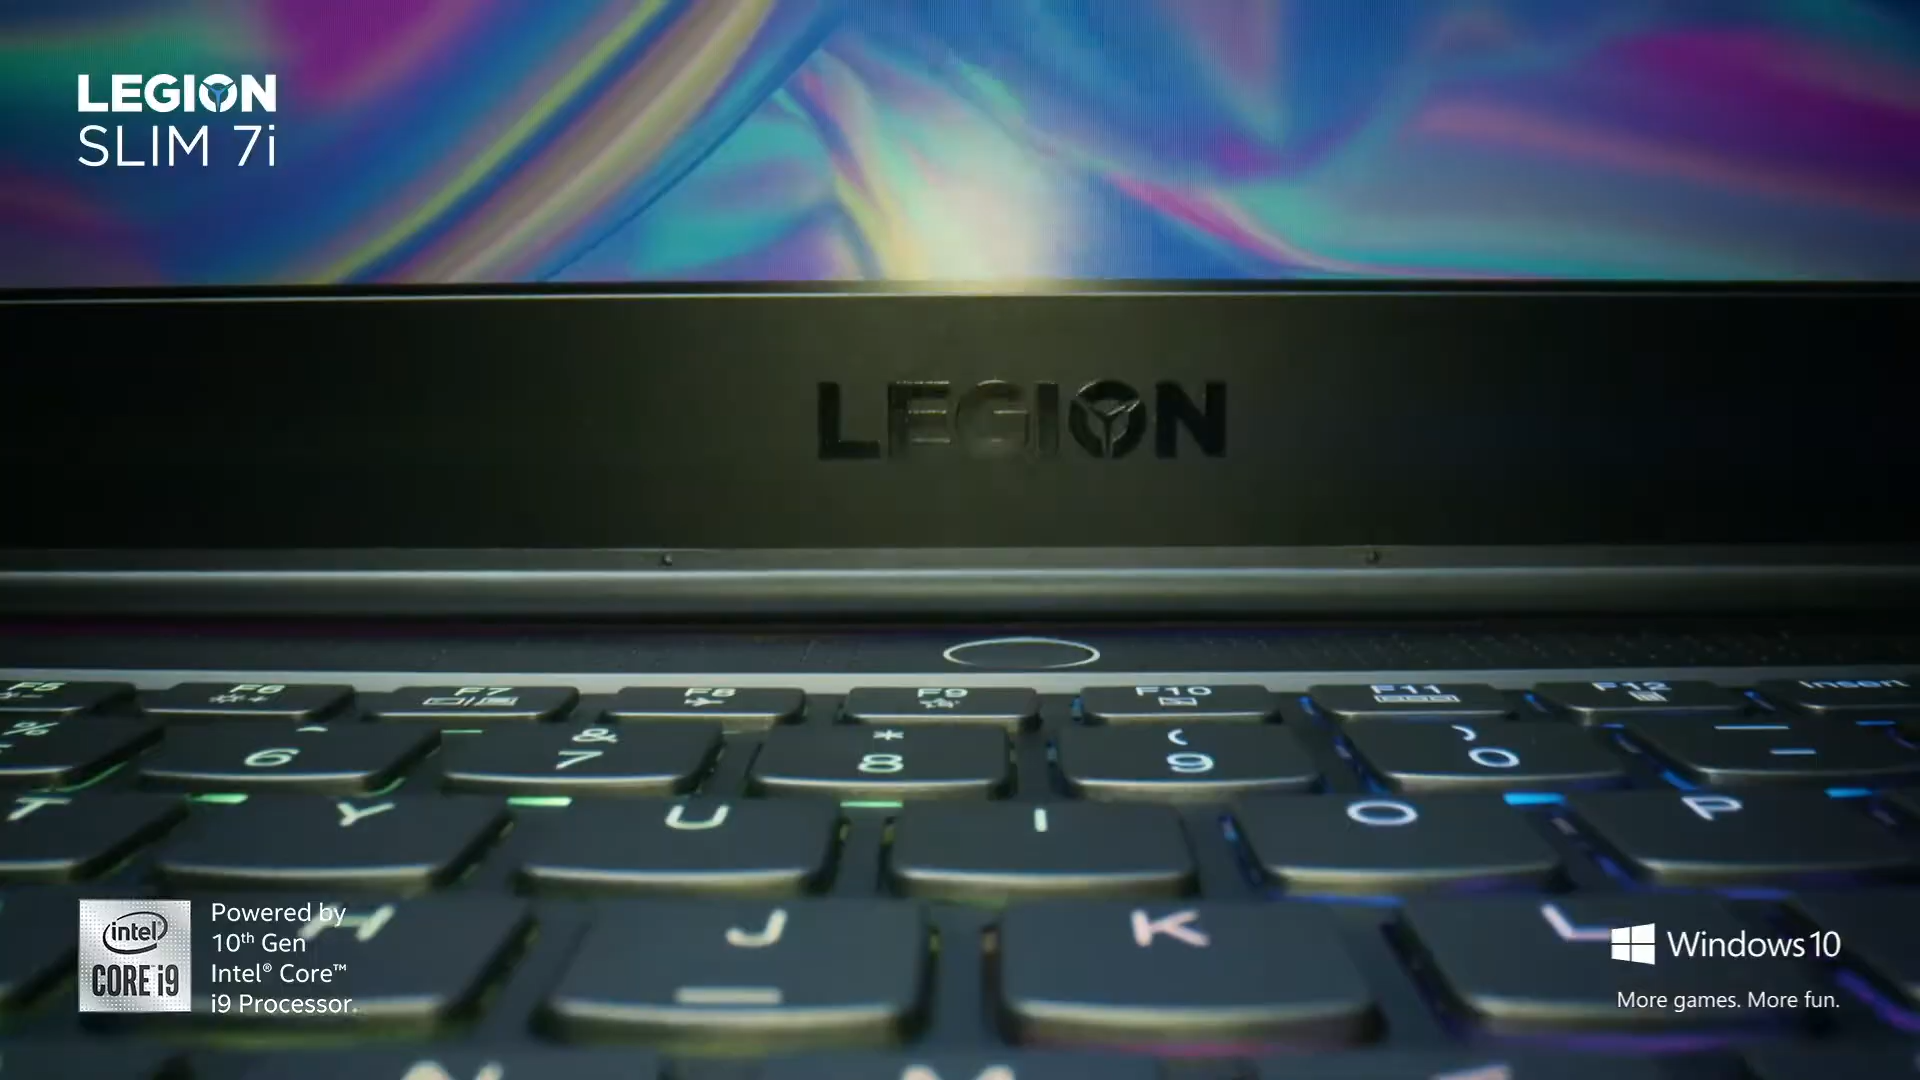 LEGION
SLIM 7i
LEGION
F5 F6 F7 F8 F9 F10 F11 F12 Insert
% ^ & * ( ) _
6 7 8 9 0 -
T Y U I O P
H J K L
N M
intel
CORE i9
Powered by
10th Gen
Intel® Core™
i9 Processor.
Windows 10
More games. More fun.